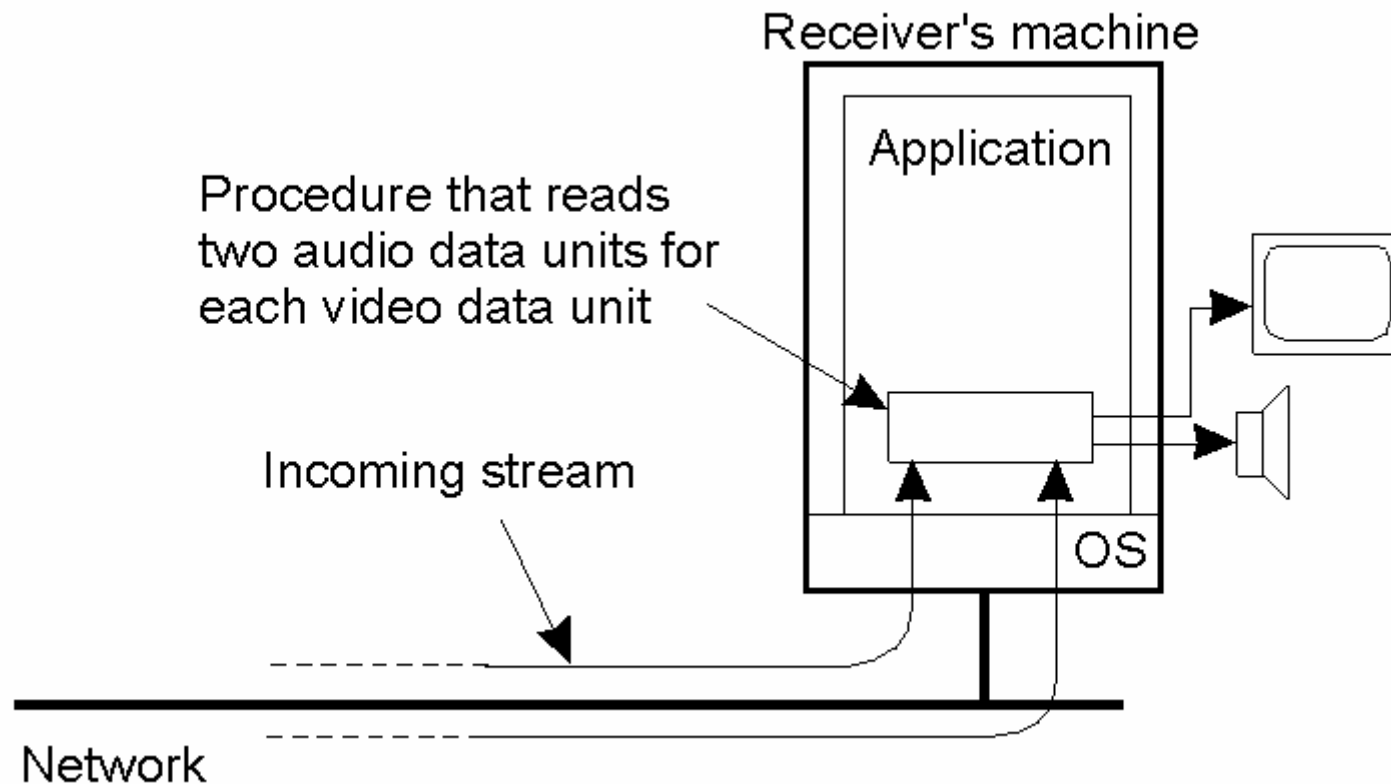 Receiver's machine
Application
Procedure that reads
two audio data units for
each video data unit
Incoming stream
OS
Network